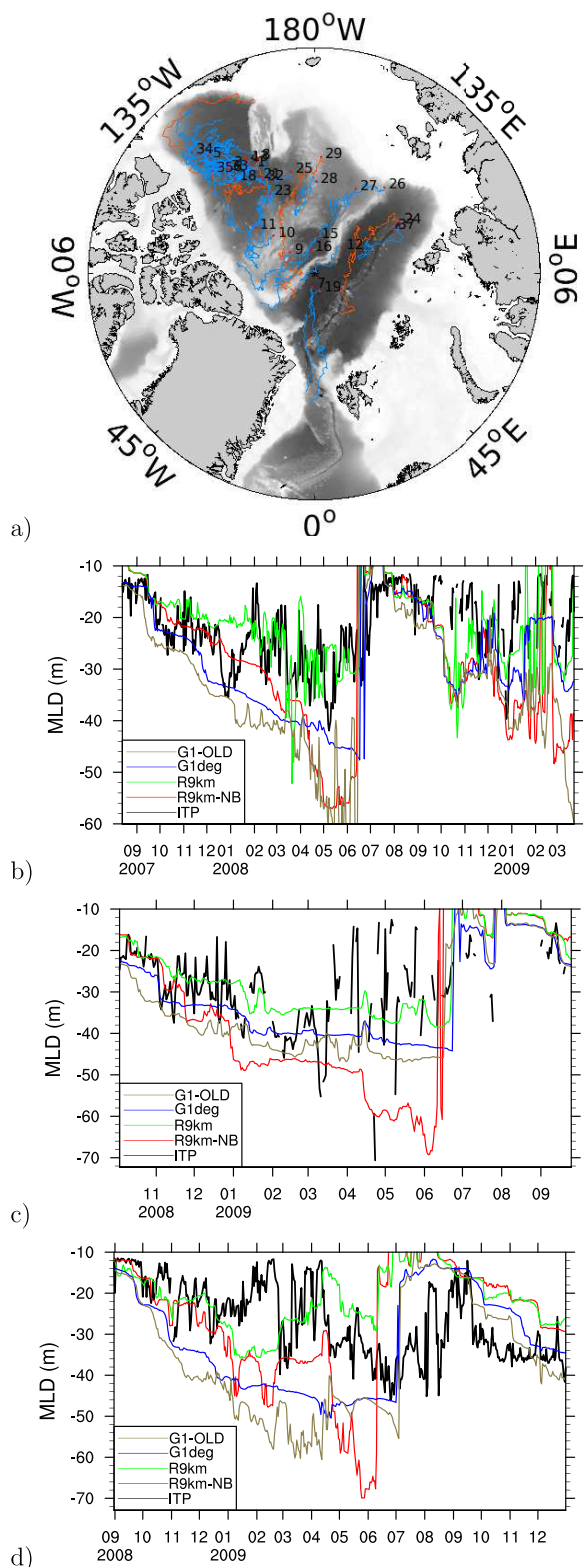 180°W
135°W
135°E
34
5
35
6
33
18
21
32
23
25
29
28
27
26
11
10
9
15
16
12
24
37
7
19
90°W
90°E
45°W
45°E
0°
a)
-10
-20
-30
-40
-50
-60
MLD (m)
G1-OLD
G1deg
R9km
R9km-NB
ITP
09 10 11 12 01 02 03 04 05 06 07 08 09 10 11 12 01 02 03
2007 2008 2009
b)
-10
-20
-30
-40
-50
-60
-70
MLD (m)
G1-OLD
G1deg
R9km
R9km-NB
ITP
11 12 01 02 03 04 05 06 07 08 09
2008 2009
c)
-10
-20
-30
-40
-50
-60
-70
MLD (m)
G1-OLD
G1deg
R9km
R9km-NB
ITP
09 10 11 12 01 02 03 04 05 06 07 08 09 10 11 12
2008 2009
d)